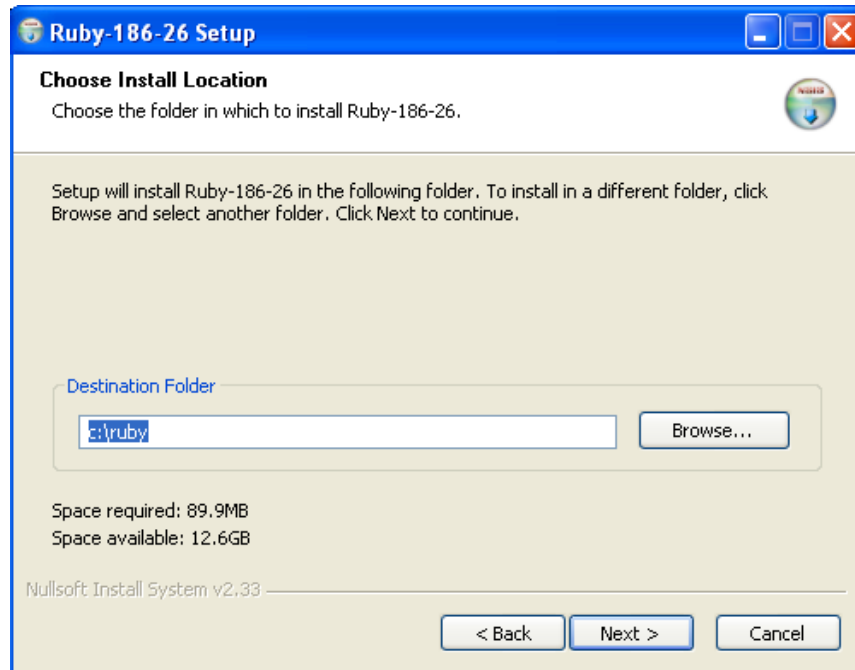 Ruby-186-26 Setup
Choose Install Location
Choose the folder in which to install Ruby-186-26.
Setup will install Ruby-186-26 in the following folder. To install in a different folder, click
Browse and select another folder. Click Next to continue.
Destination Folder
c:\ruby
Browse...
Space required: 89.9MB
Space available: 12.6GB
Nullsoft Install System v2.33
< Back
Next >
Cancel